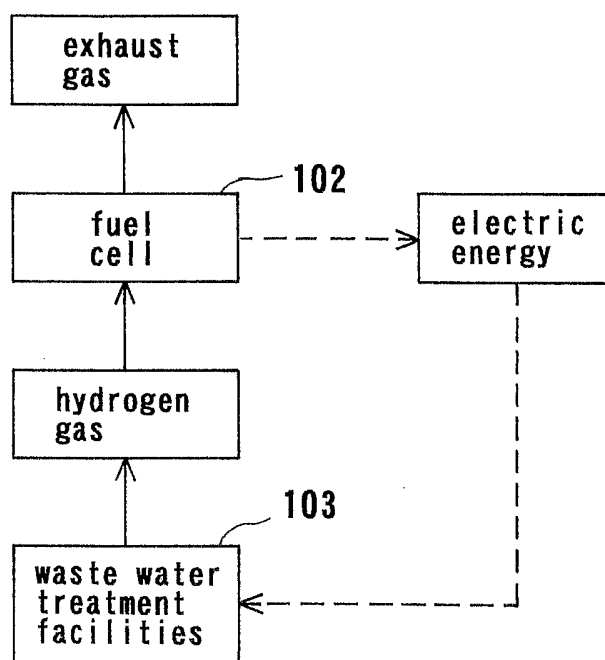 exhaust
gas
102
fuel
cell
electric
energy
hydrogen
gas
103
waste water
treatment
facilities